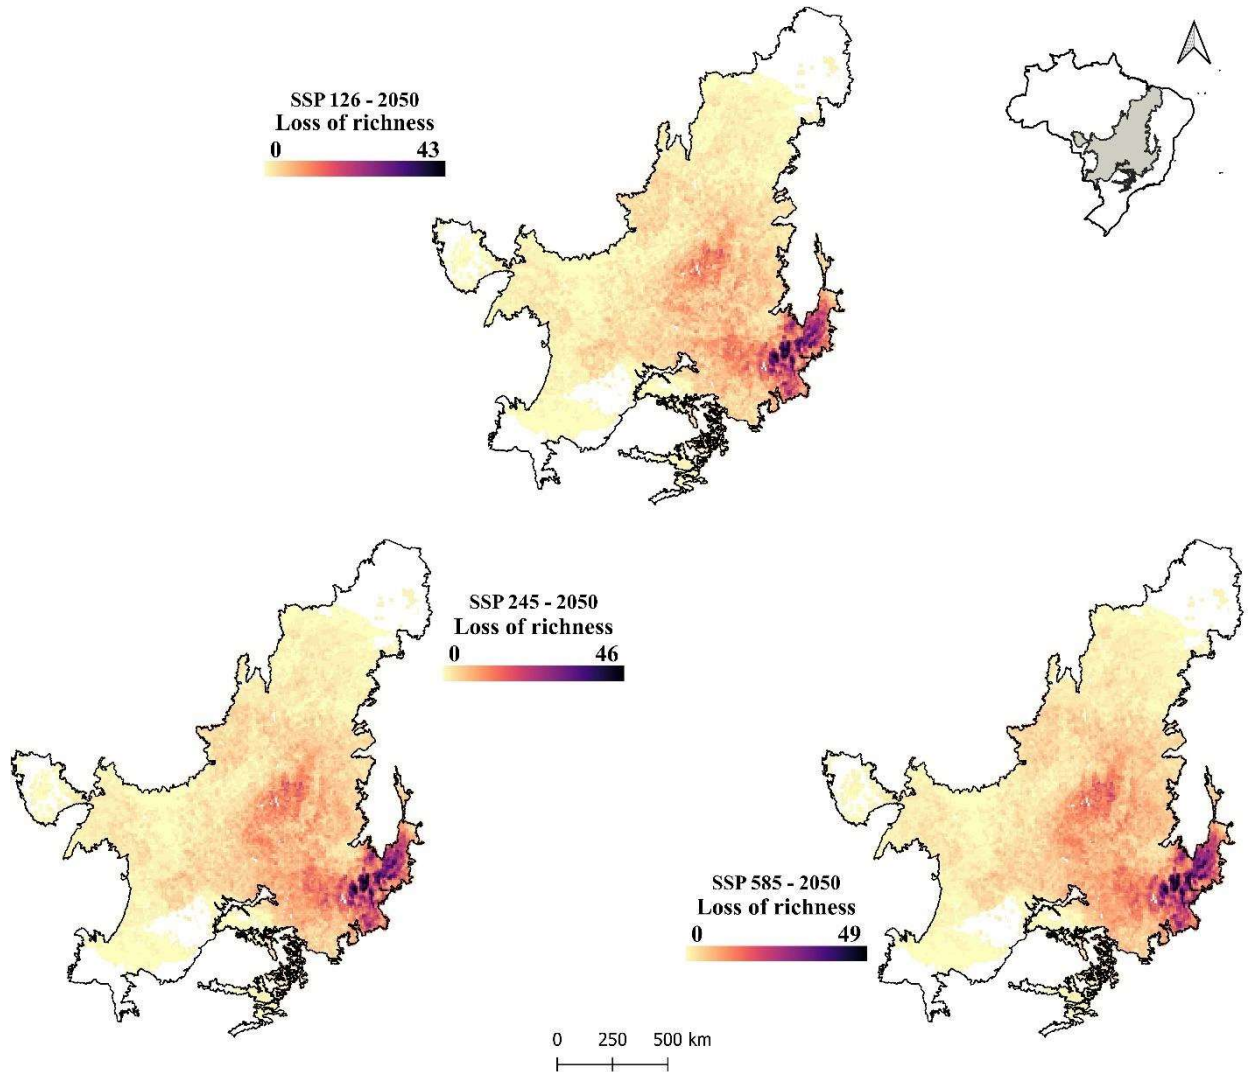 SSP 126 - 2050
Loss of richness
0 43
SSP 245 - 2050
Loss of richness
0 46
SSP 585 - 2050
Loss of richness
0 49
0 250 500 km